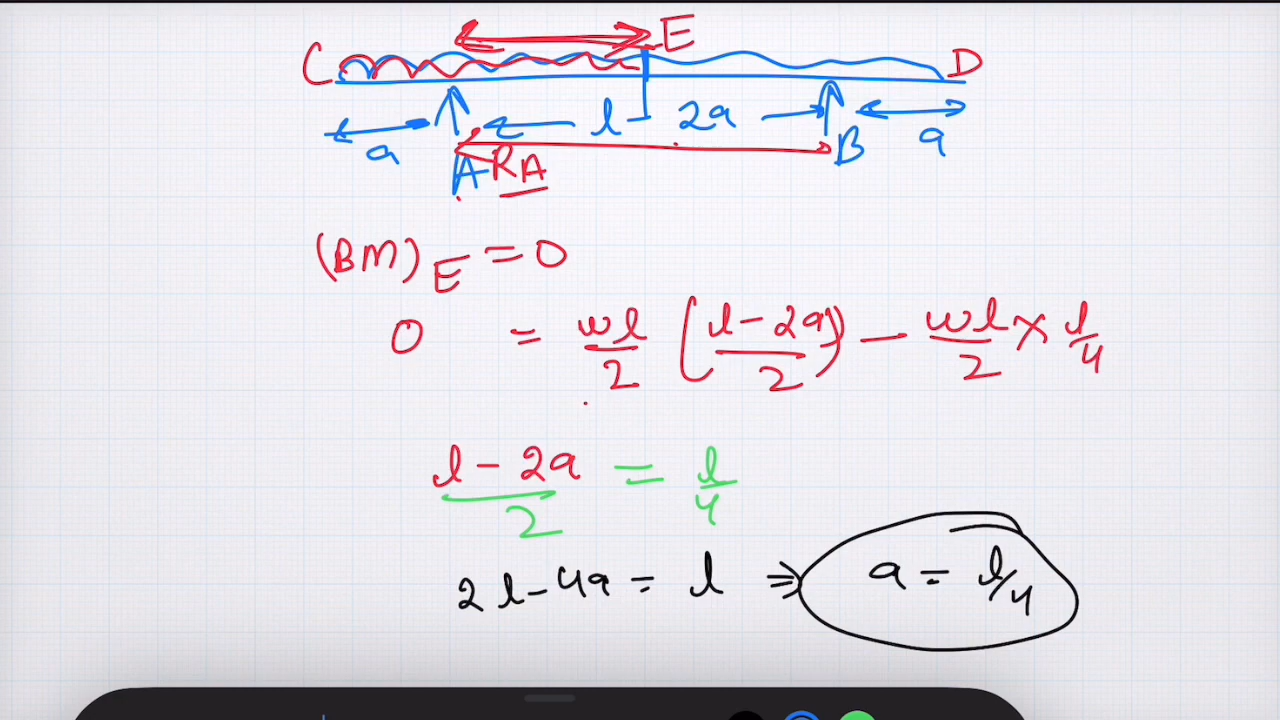 C E D
a l - 2a a
A RA B
(BM)E = 0
0 = wl/2 (l - 2a/2) - wl/2 × l/4
l - 2a/2 = l/4
2l - 4a = l ⇒ a = l/4